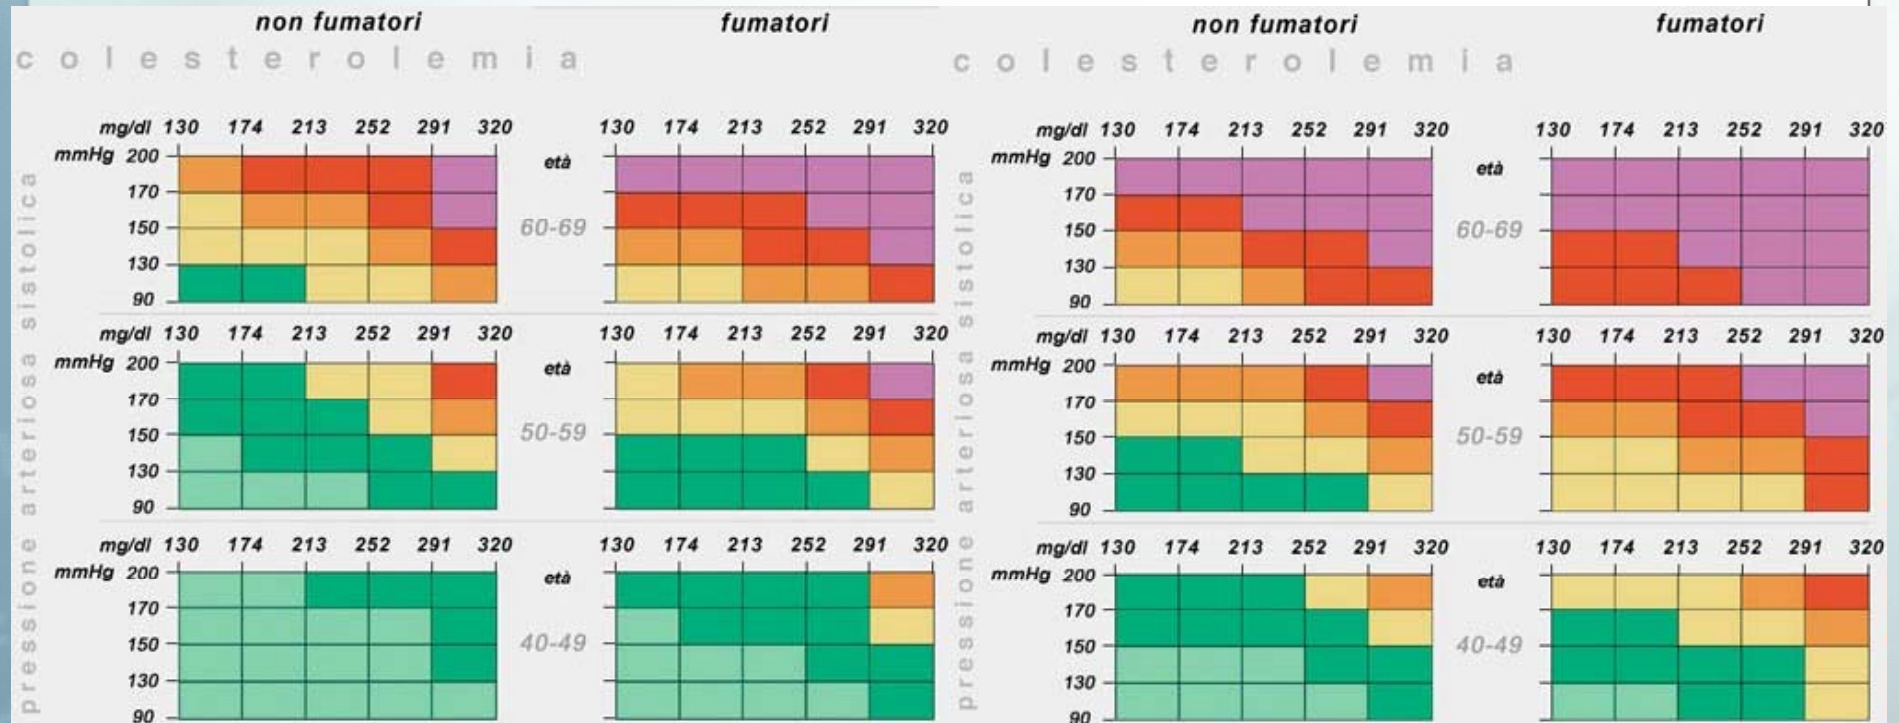 non fumatori fumatori non fumatori fumatori
colesterolemia colesterolemia
mg/dl 130 174 213 252 291 320 130 174 213 252 291 320 mg/dl 130 174 213 252 291 320 130 174 213 252 291 320
mmHg 200 età mmHg 200 età
170 170
150 60-69 150 60-69
130 130
90 90
mg/dl 130 174 213 252 291 320 130 174 213 252 291 320 mg/dl 130 174 213 252 291 320 130 174 213 252 291 320
mmHg 200 età mmHg 200 età
170 170
150 50-59 150 50-59
130 130
90 90
mg/dl 130 174 213 252 291 320 130 174 213 252 291 320 mg/dl 130 174 213 252 291 320 130 174 213 252 291 320
mmHg 200 età mmHg 200 età
170 170
150 40-49 150 40-49
130 130
90 90
pressione arteriosa sistolica
pressione arteriosa sistolica